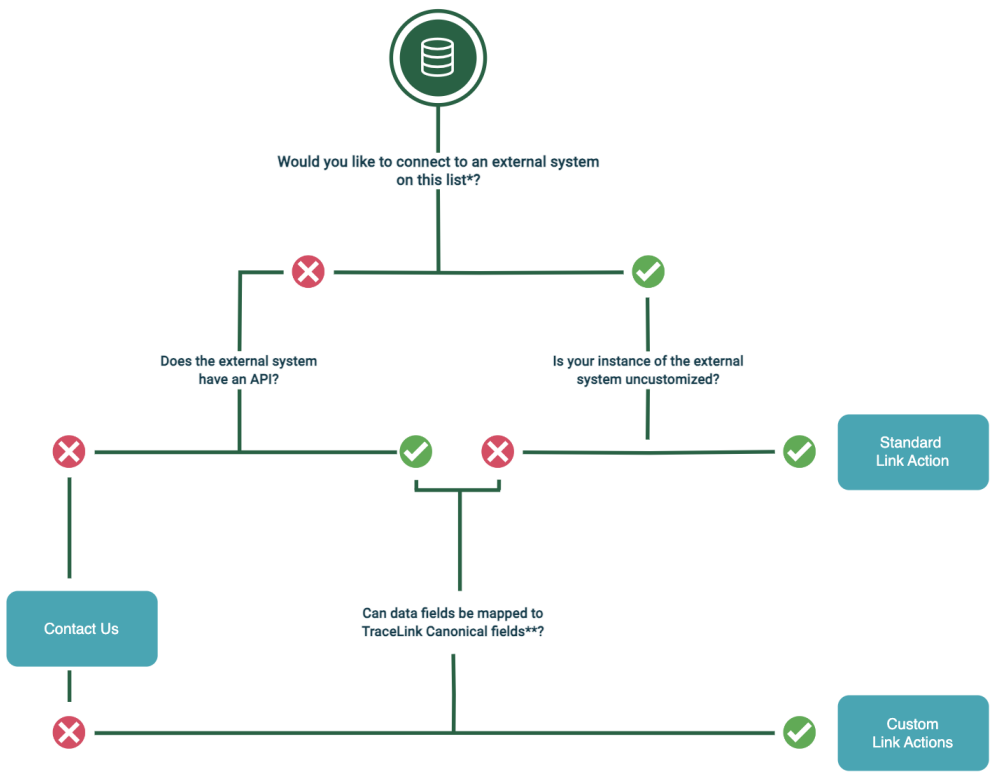 Would you like to connect to an external system
on this list*?
Does the external system
have an API?
Is your instance of the external
system uncustomized?
Standard
Link Action
Contact Us
Can data fields be mapped to
TraceLink Canonical fields**?
Custom
Link Actions